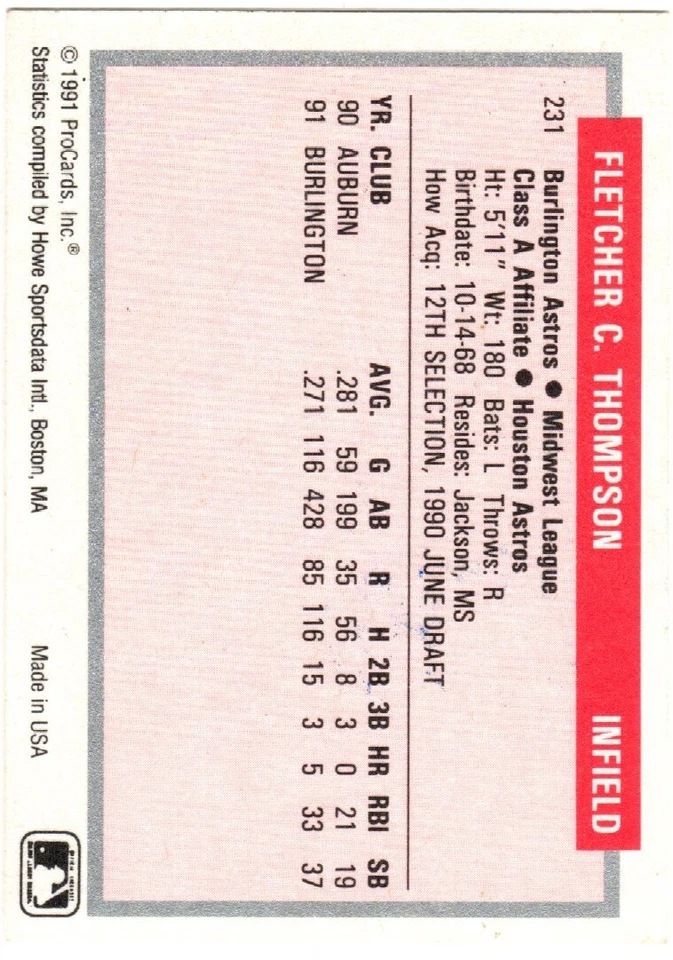 FLETCHER C. THOMPSON INFIELD
231 Burlington Astros ● Midwest League
Class A Affiliate ● Houston Astros
Ht: 5'11" Wt: 180 Bats: L Throws: R
Birthdate: 10-14-68 Resides: Jackson, MS
How Acq: 12TH SELECTION, 1990 JUNE DRAFT
YR. CLUB AVG. G AB R H 2B 3B HR RBI SB
90 AUBURN .281 59 199 35 56 8 3 0 21 19
91 BURLINGTON .271 116 428 85 116 15 3 5 33 37
© 1991 ProCards, Inc.®
Statistics compiled by Howe Sportsdata Intl., Boston, MA Made in USA